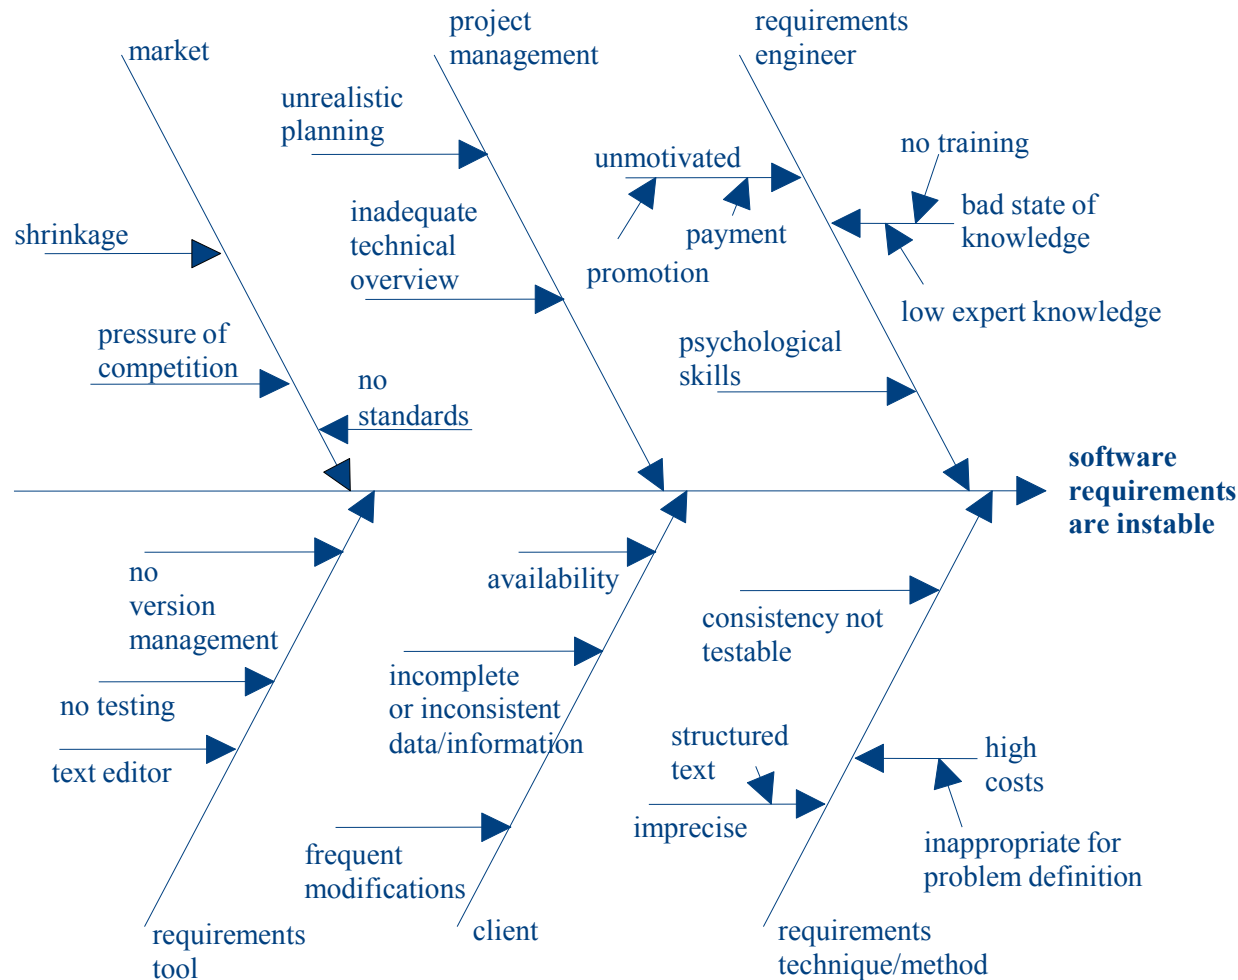 market
project
management
requirements
engineer
unrealistic
planning
unmotivated
no training
shrinkage
inadequate
technical
overview
promotion
payment
bad state of
knowledge
low expert knowledge
pressure of
competition
no
standards
psychological
skills
software
requirements
are instable
no
version
management
availability
consistency not
testable
no testing
incomplete
or inconsistent
data/information
text editor
structured
text
high
costs
imprecise
frequent
modifications
inappropriate for
problem definition
requirements
tool
client
requirements
technique/method